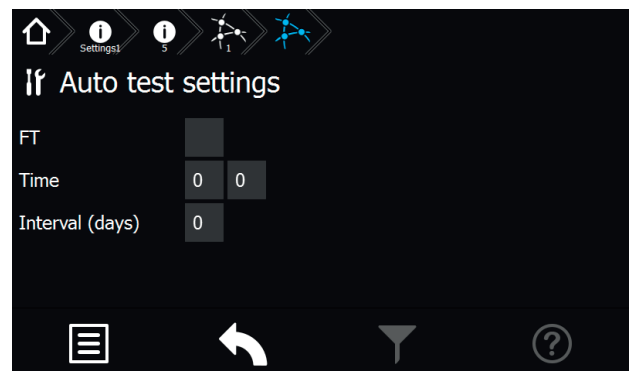 Settings1 5 1
Auto test settings
FT
Time 0 0
Interval (days) 0